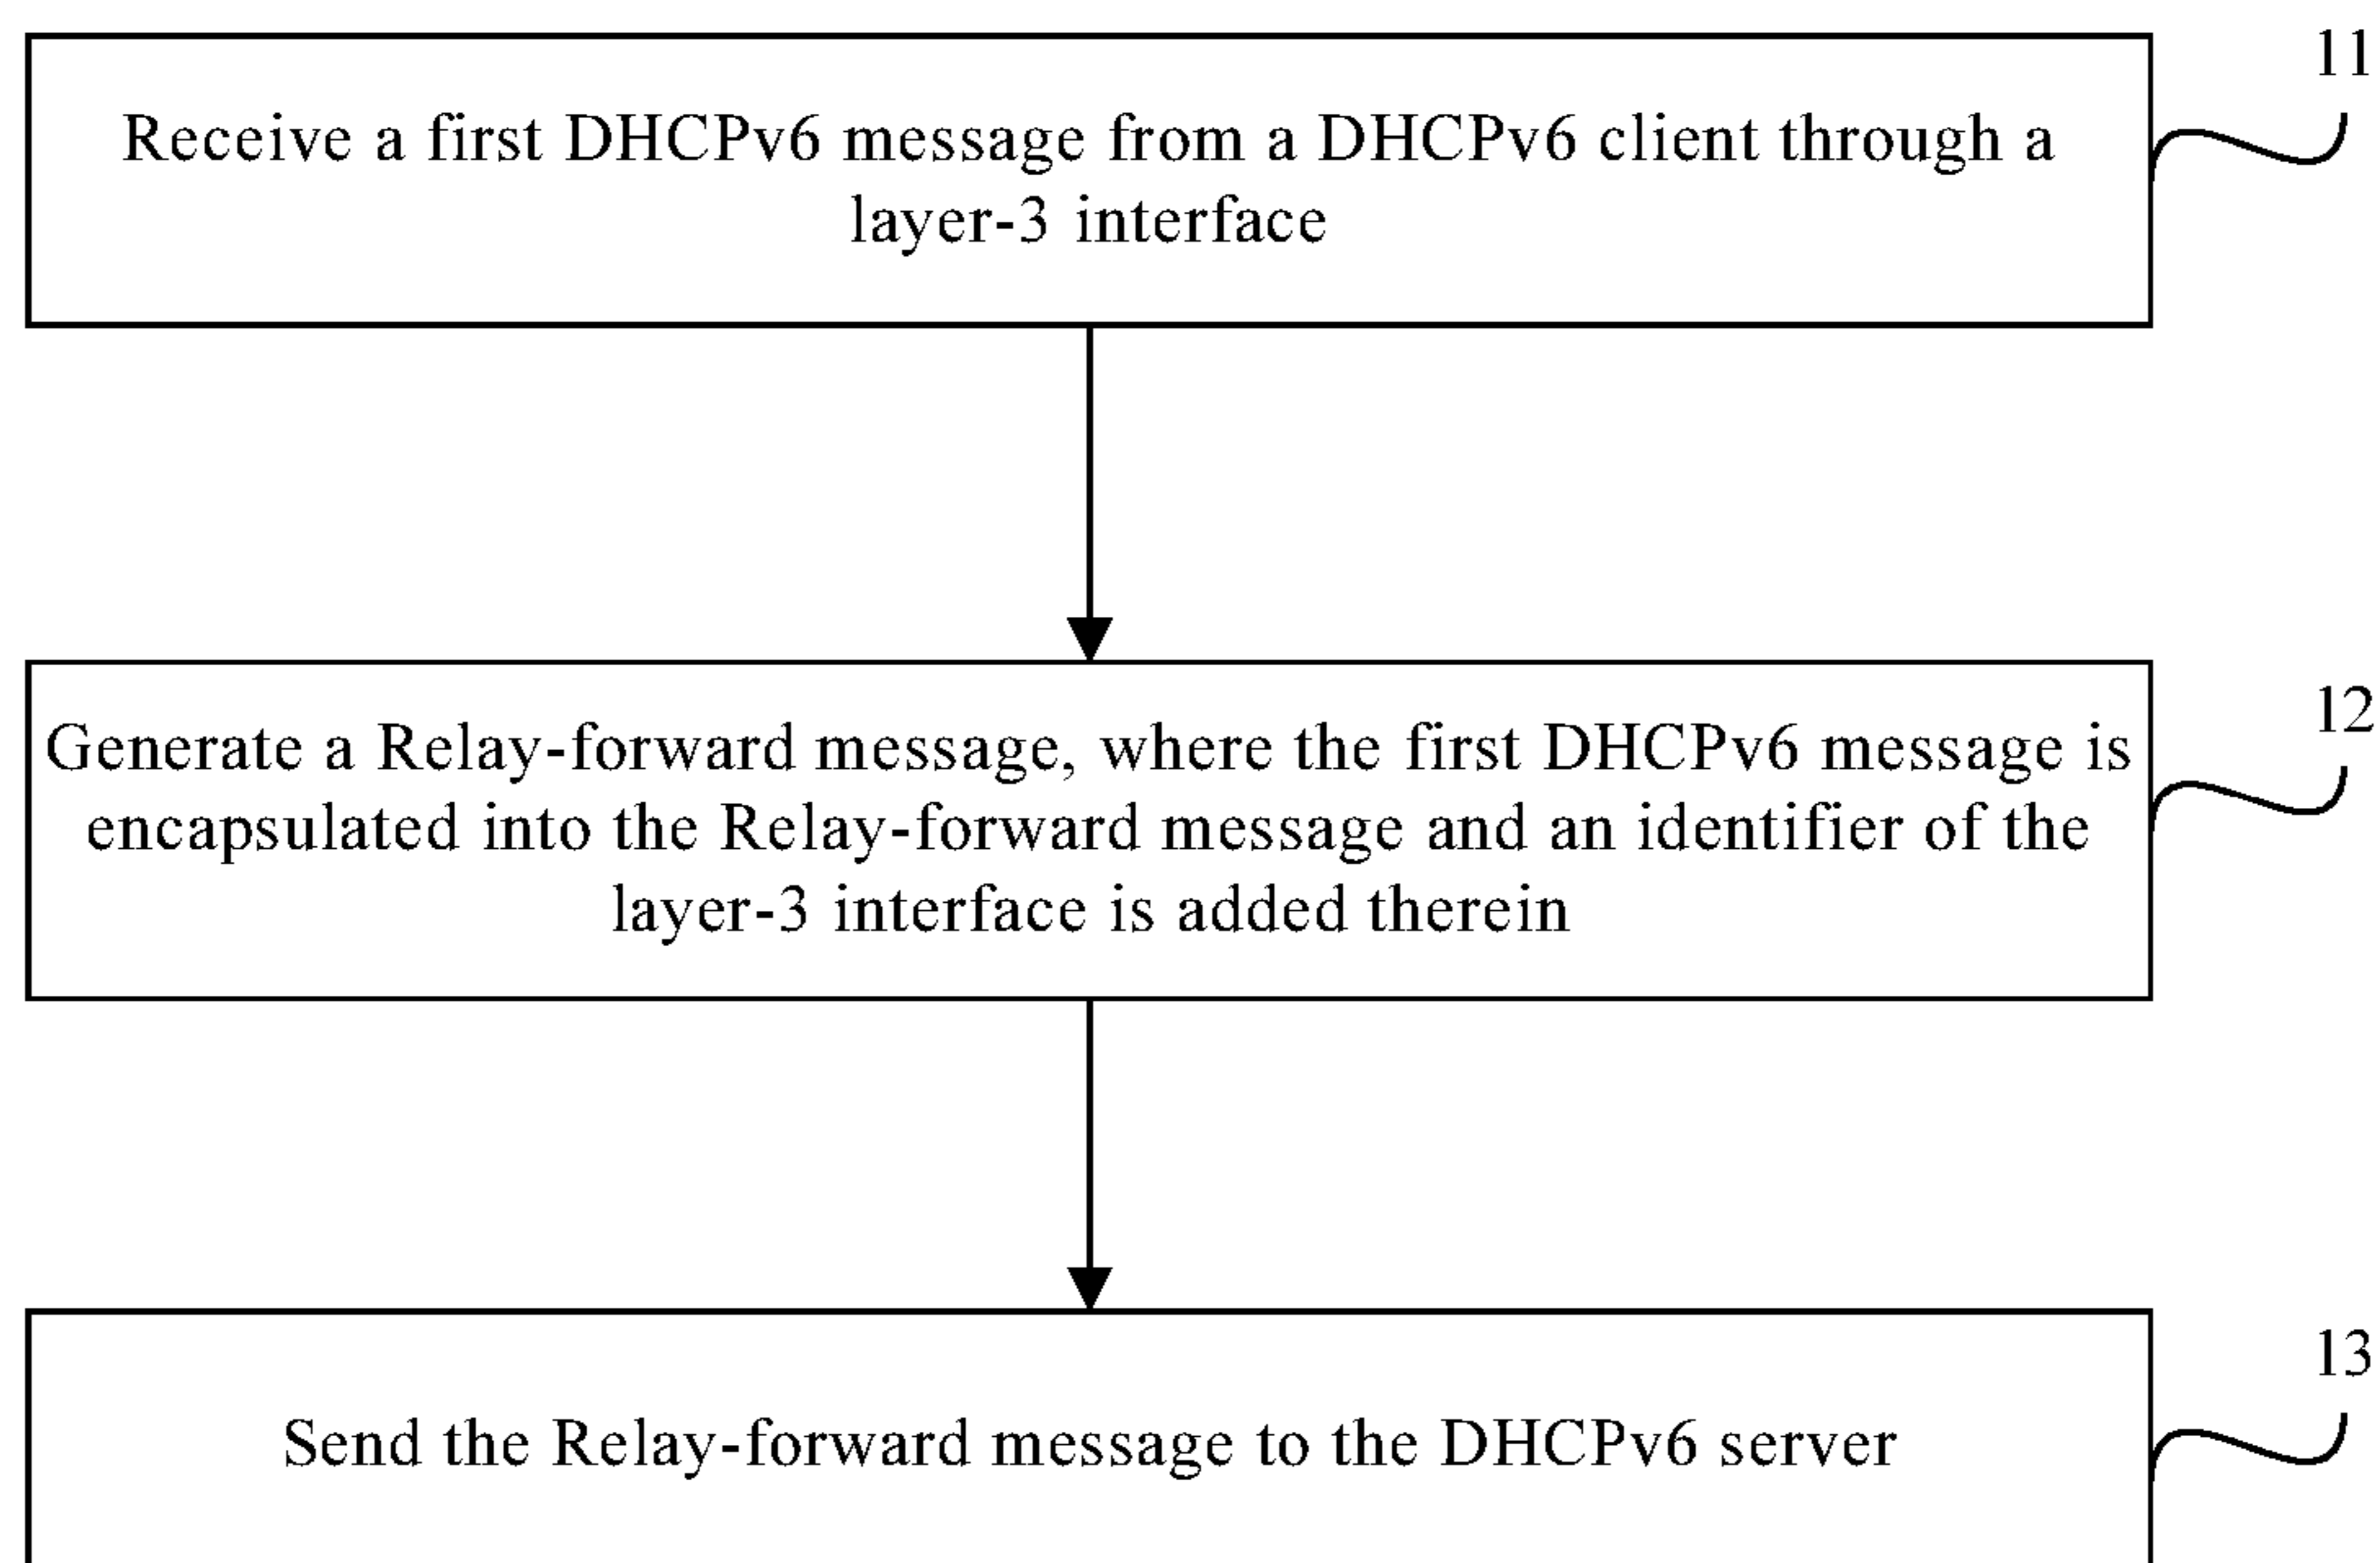 11
Receive a first DHCPv6 message from a DHCPv6 client through a
layer-3 interface
12
Generate a Relay-forward message, where the first DHCPv6 message is
encapsulated into the Relay-forward message and an identifier of the
layer-3 interface is added therein
13
Send the Relay-forward message to the DHCPv6 server